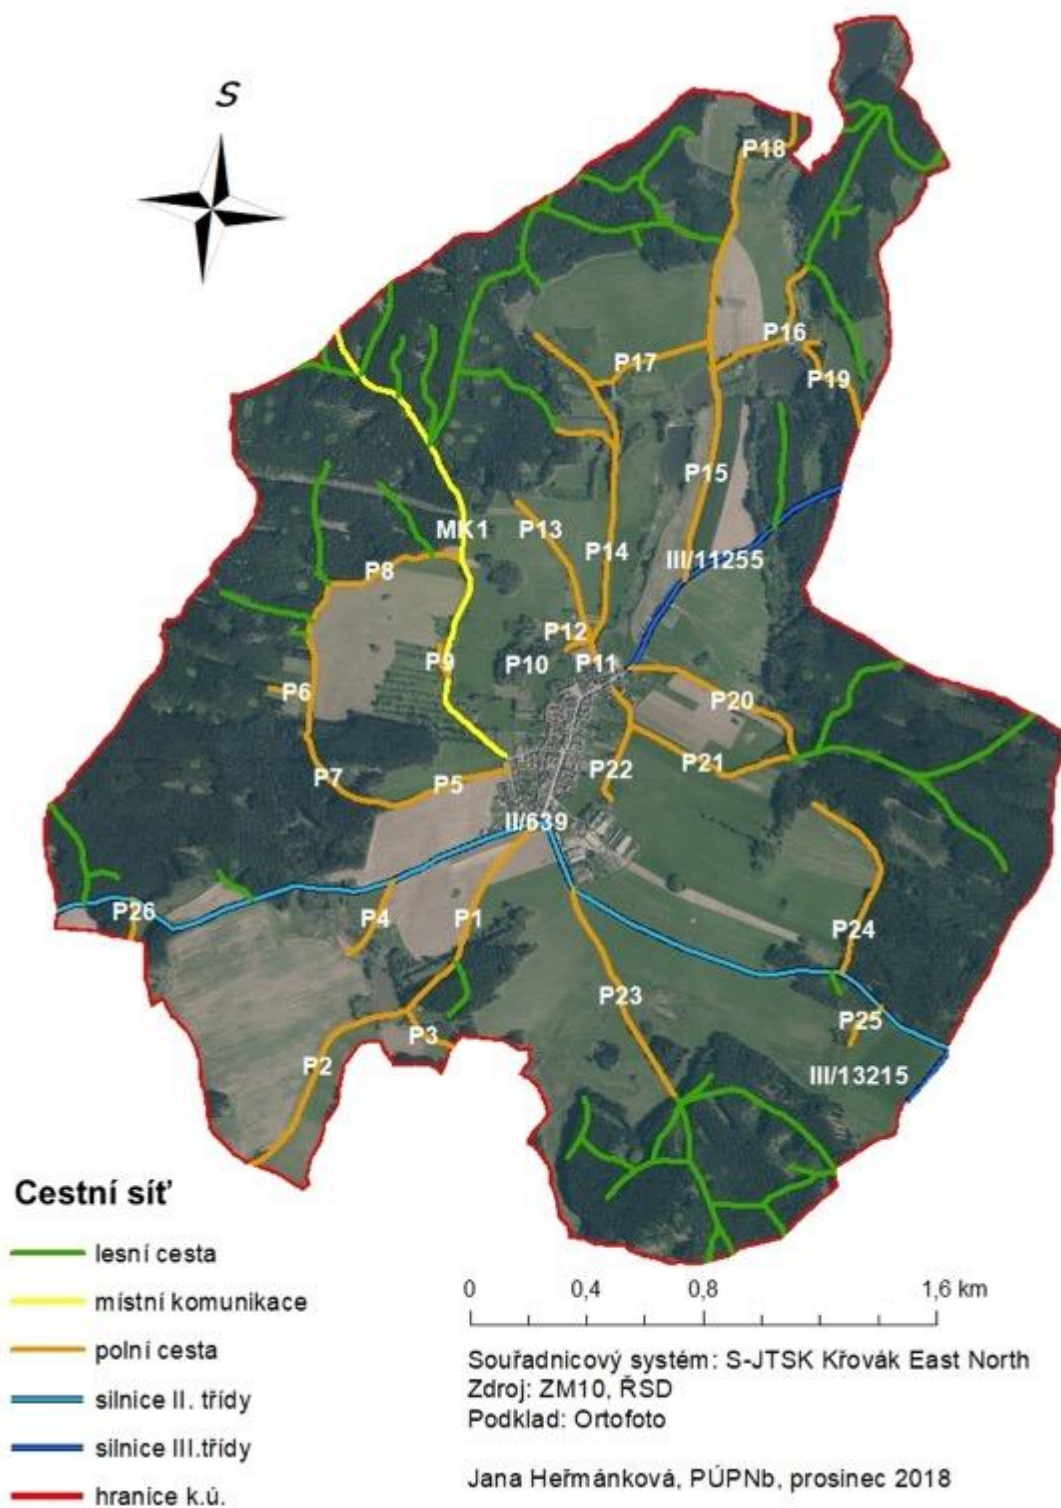 S
P18
P16
P17
P19
P15
MK1
P13
P14
III/11255
P8
P12
P9
P10
P11
P6
P20
P7
P5
P22
P21
II/639
P26
P4
P1
P24
P23
P25
P3
P2
III/13215
Cestní síť
lesní cesta
místní komunikace
polní cesta
silnice II. třídy
silnice III.třídy
hranice k.ú.
0 0,4 0,8 1,6 km
Souřadnicový systém: S-JTSK Křovák East North
Zdroj: ZM10, ŘSD
Podklad: Ortofoto
Jana Heřmánková, PÚPNb, prosinec 2018